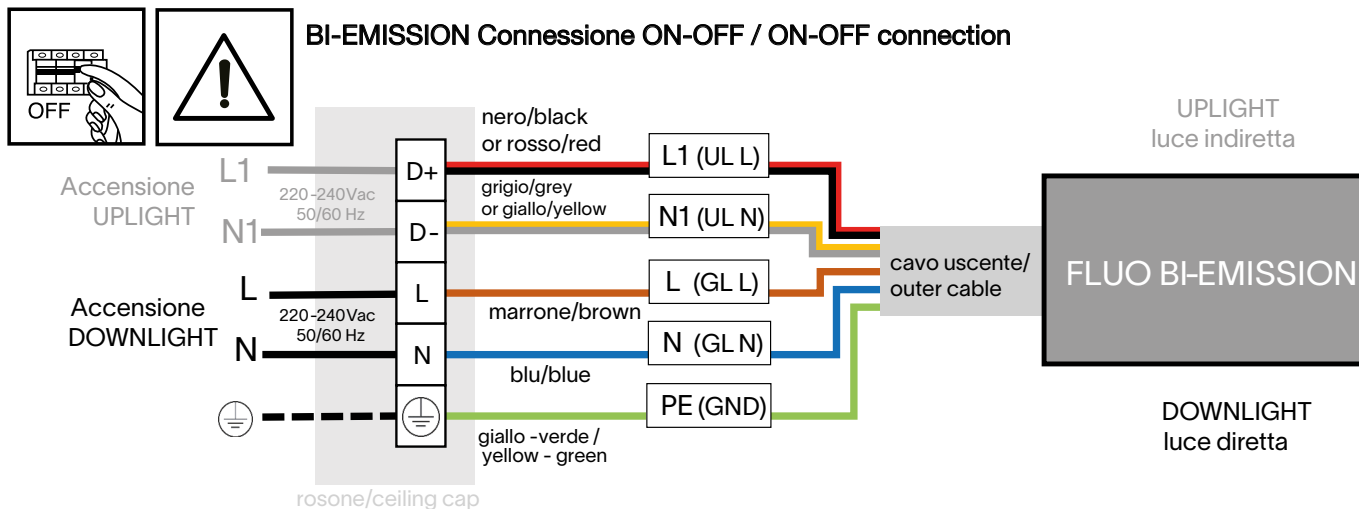 BI-EMISSION Connessione ON-OFF / ON-OFF connection
OFF
nero/black
or rosso/red
UPLIGHT
luce indiretta
Accensione
UPLIGHT
L1
220-240Vac
50/60 Hz
N1
D+
L1 (UL L)
grigio/grey
or giallo/yellow
D-
N1 (UL N)
Accensione
DOWNLIGHT
L
220-240Vac
50/60 Hz
N
L
marrone/brown
L (GL L)
N
blu/blue
N (GL N)
PE (GND)
giallo -verde /
yellow - green
cavo uscente/
outer cable
FLUO BI-EMISSION
DOWNLIGHT
luce diretta
rosone/ceiling cap